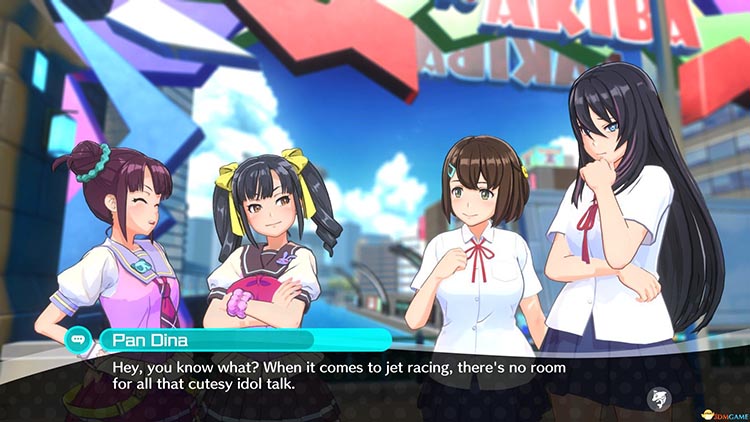 AKIBA
AKIBA
Pan Dina
Hey, you know what? When it comes to jet racing, there's no room
for all that cutesy idol talk.
3DMGAME